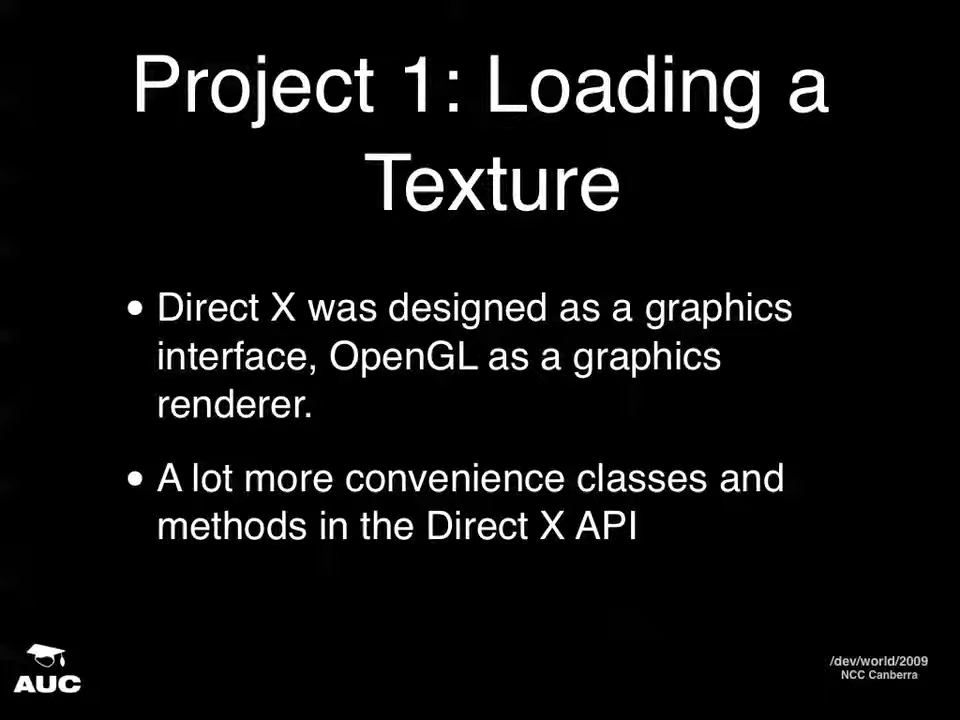 Project 1: Loading a
Texture
• Direct X was designed as a graphics
interface, OpenGL as a graphics
renderer.
• A lot more convenience classes and
methods in the Direct X API
AUC
/dev/world/2009
NCC Canberra